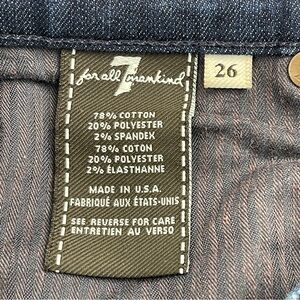 7
for all mankind
26
78% COTTON
20% POLYESTER
2% SPANDEX
78% COTON
20% POLYESTER
2% ÉLASTHANNE
MADE IN U.S.A.
FABRIQUÉ AUX ÉTATS-UNIS
SEE REVERSE FOR CARE
ENTRETIEN AU VERSO